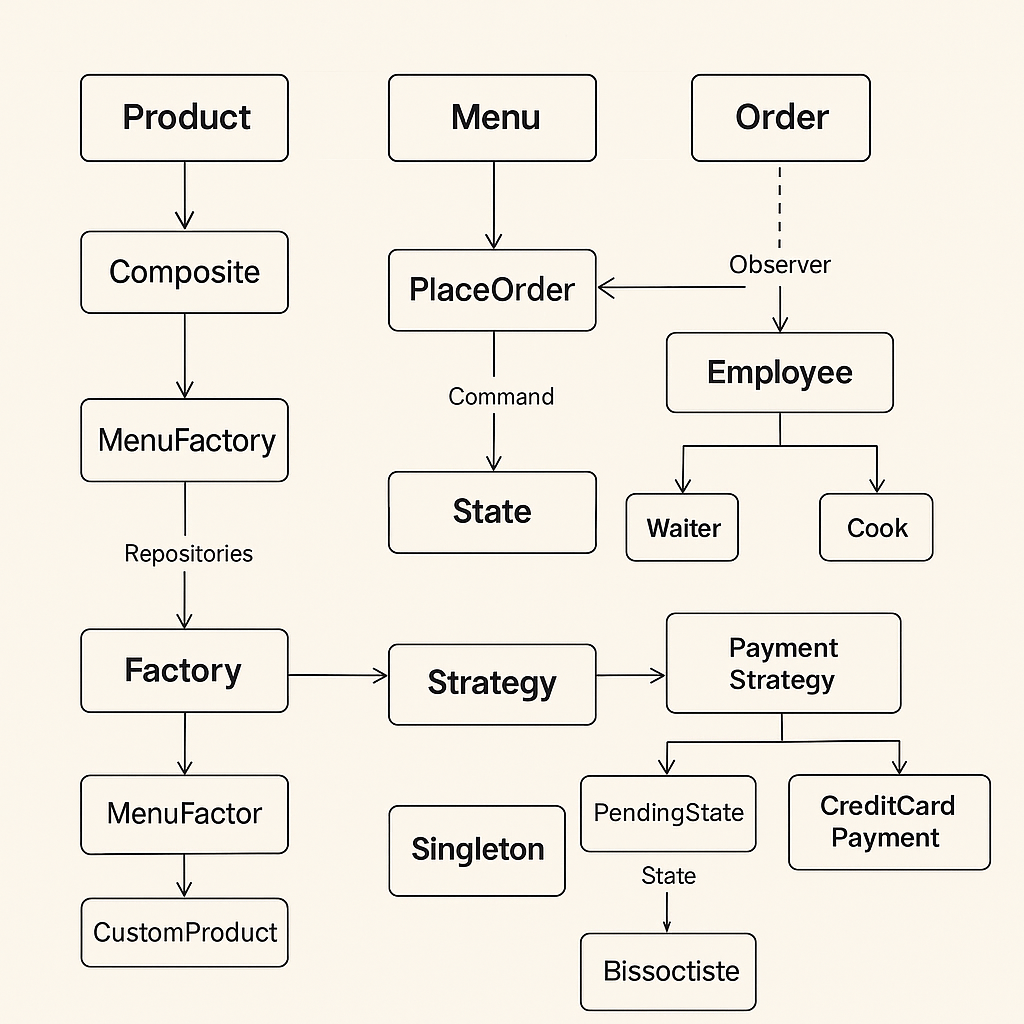 Product
Menu
Order
Composite
PlaceOrder
Observer
Employee
MenuFactory
Command
State
Waiter
Cook
Repositories
Factory
Strategy
Payment
Strategy
MenuFactor
Singleton
PendingState
CreditCard
Payment
State
CustomProduct
Bissoctiste